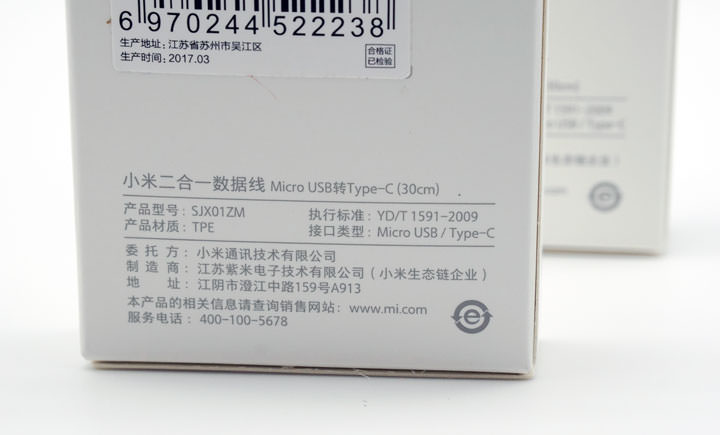 6 970244 522238
生产地址：江苏省苏州市吴江区
生产时间：2017.03
合格证
已检验
小米二合一数据线 Micro USB转Type-C (30cm)
产品型号：SJX01ZM 执行标准：YD/T 1591-2009
产品材质：TPE 接口类型：Micro USB / Type-C
委 托 方：小米通讯技术有限公司
制 造 商：江苏紫米电子技术有限公司（小米生态链企业）
地 址：江阴市澄江中路159号A913
本产品的相关信息请查询销售网站：www.mi.com
服务电话：400-100-5678
e
1591-2009
USB / Type-C